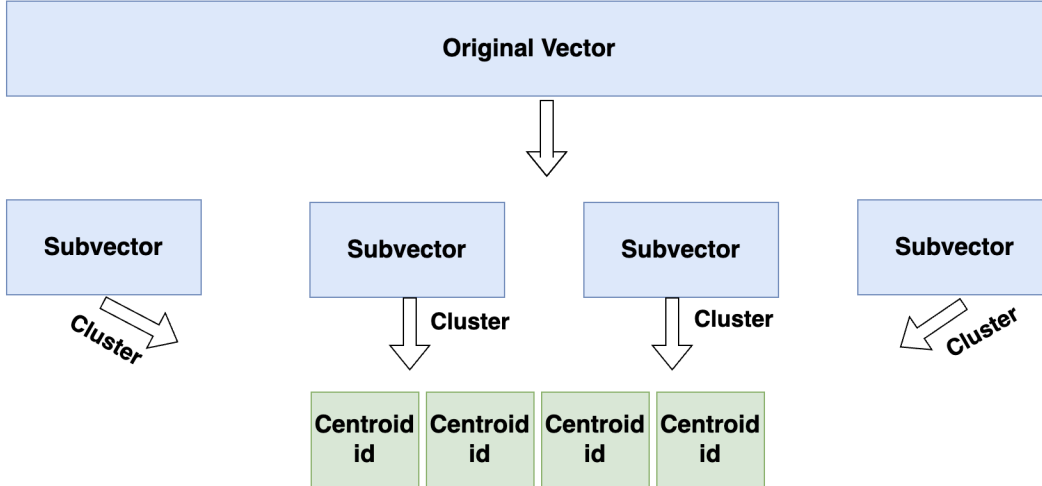 Original Vector
Subvector
Subvector
Subvector
Subvector
Cluster
Cluster
Cluster
Cluster
Centroid
id
Centroid
id
Centroid
id
Centroid
id